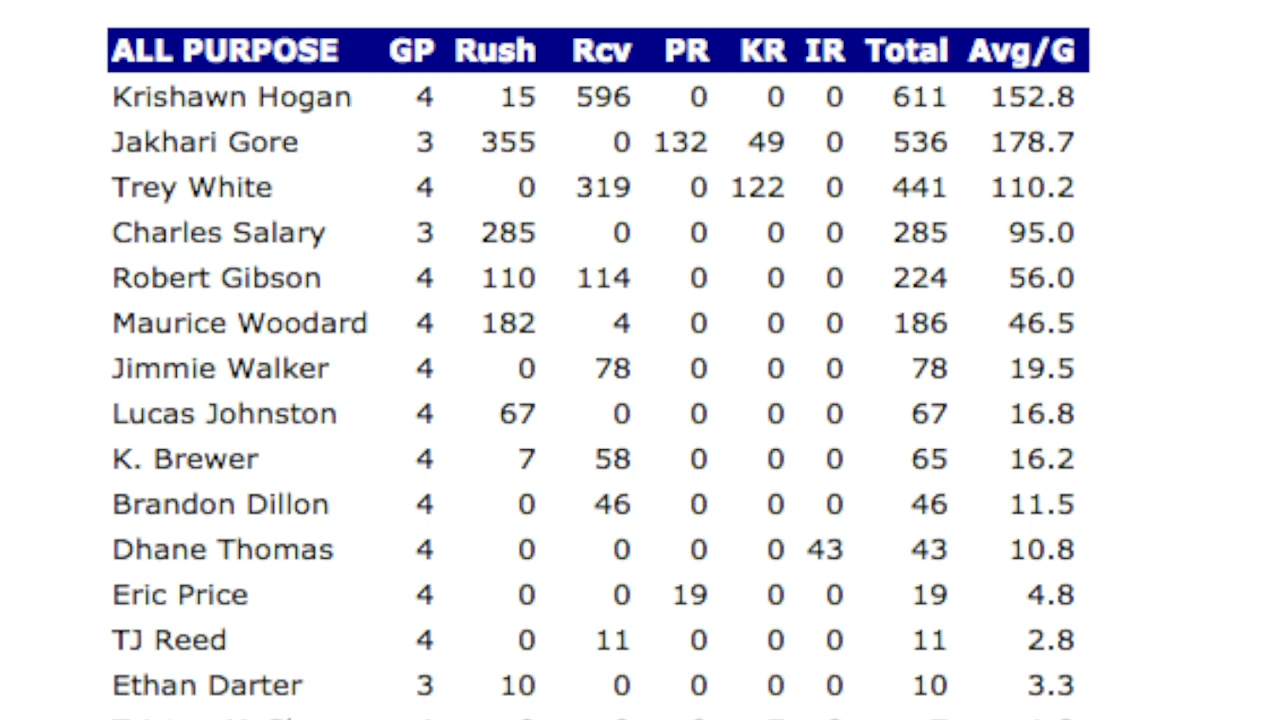 ALL PURPOSE GP Rush Rcv PR KR IR Total Avg/G
Krishawn Hogan 4 15 596 0 0 0 611 152.8
Jakhari Gore 3 355 0 132 49 0 536 178.7
Trey White 4 0 319 0 122 0 441 110.2
Charles Salary 3 285 0 0 0 0 285 95.0
Robert Gibson 4 110 114 0 0 0 224 56.0
Maurice Woodard 4 182 4 0 0 0 186 46.5
Jimmie Walker 4 0 78 0 0 0 78 19.5
Lucas Johnston 4 67 0 0 0 0 67 16.8
K. Brewer 4 7 58 0 0 0 65 16.2
Brandon Dillon 4 0 46 0 0 0 46 11.5
Dhane Thomas 4 0 0 0 0 43 43 10.8
Eric Price 4 0 0 19 0 0 19 4.8
TJ Reed 4 0 11 0 0 0 11 2.8
Ethan Darter 3 10 0 0 0 0 10 3.3